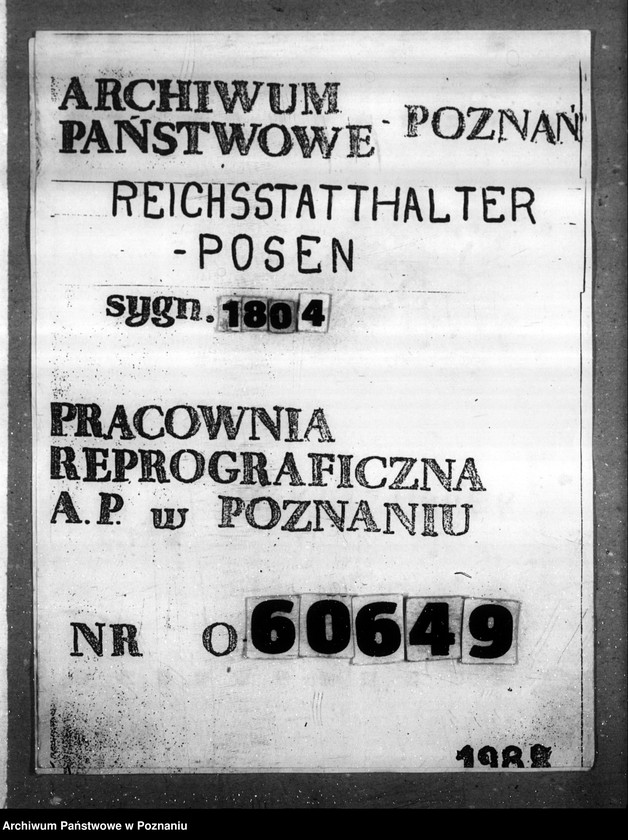 ARCHIWUM
PAŃSTWOWE - POZNAŃ
REICHSSTATTHALTER
-POSEN
sygn. 1804
PRACOWNIA
REPROGRAFICZNA
A.P. w POZNANIU
NR O-60649
Archiwum Państwowe w Poznaniu